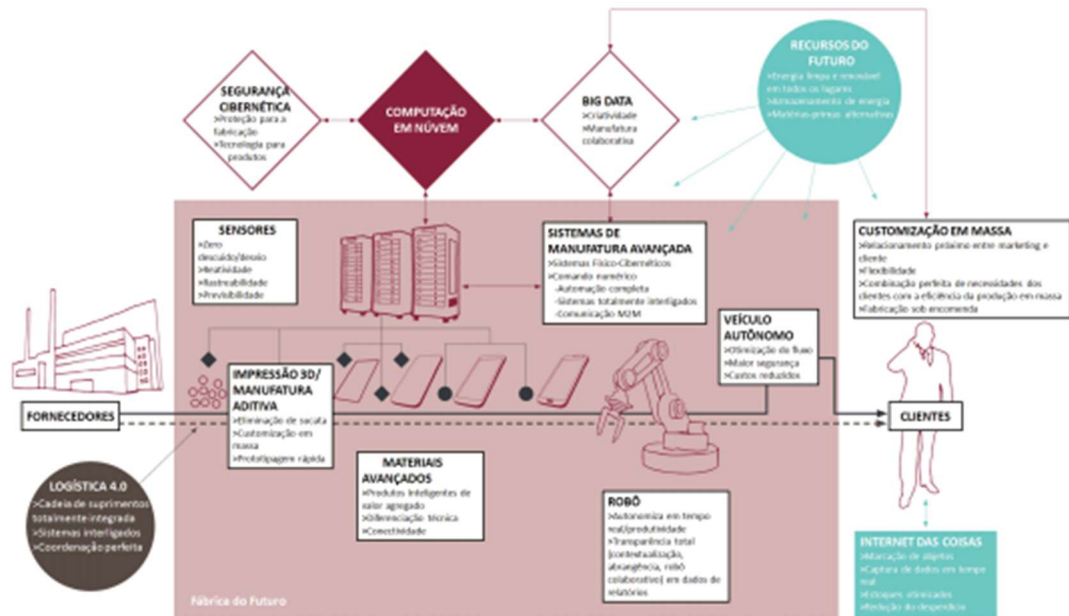 SEGURANÇA
CIBERNÉTICA
>Proteção para a
fabricação
>Tecnologia para
produtos
COMPUTAÇÃO
EM NÚVEM
BIG DATA
>Criatividade
>Manufatura
colaborativa
RECURSOS DO
FUTURO
>Energia limpa e renovável
em todos os lugares
>Armazenamento de energia
>Matérias-primas alternativas
SENSORES
>Zero
descuido/desvio
>Reatividade
>Rastreabilidade
>Previsibilidade
SISTEMAS DE
MANUFATURA AVANÇADA
>Sistemas Físico-Cibernéticos
>Comando numérico
-Automação completa
-Sistemas totalmente interligados
-Comunicação M2M
CUSTOMIZAÇÃO EM MASSA
>Relacionamento próximo entre marketing e
cliente
>Flexibilidade
>Combinação perfeita de necessidades dos
clientes com a eficiência da produção em massa
>Fabricação sob encomenda
VEÍCULO
AUTÔNOMO
>Otimização do fluxo
>Maior segurança
>Custos reduzidos
IMPRESSÃO 3D/
MANUFATURA
ADITIVA
>Eliminação de sucata
>Customização em
massa
>Prototipagem rápida
FORNECEDORES
CLIENTES
LOGÍSTICA 4.0
>Cadeia de suprimentos
totalmente integrada
>Sistemas interligados
>Coordenação perfeita
MATERIAIS
AVANÇADOS
>Produtos inteligentes de
valor agregado
>Diferenciação técnica
>Conectividade
ROBÔ
>Autonomia em tempo
real/produtividade
>Transparência total
(contextualização,
abrangência, robô
colaborativo) em dados de
relatórios
INTERNET DAS COISAS
>Marcação de objetos
>Captura de dados em tempo
real
>Estoques otimizados
>Redução do desperdício
Fábrica do Futuro